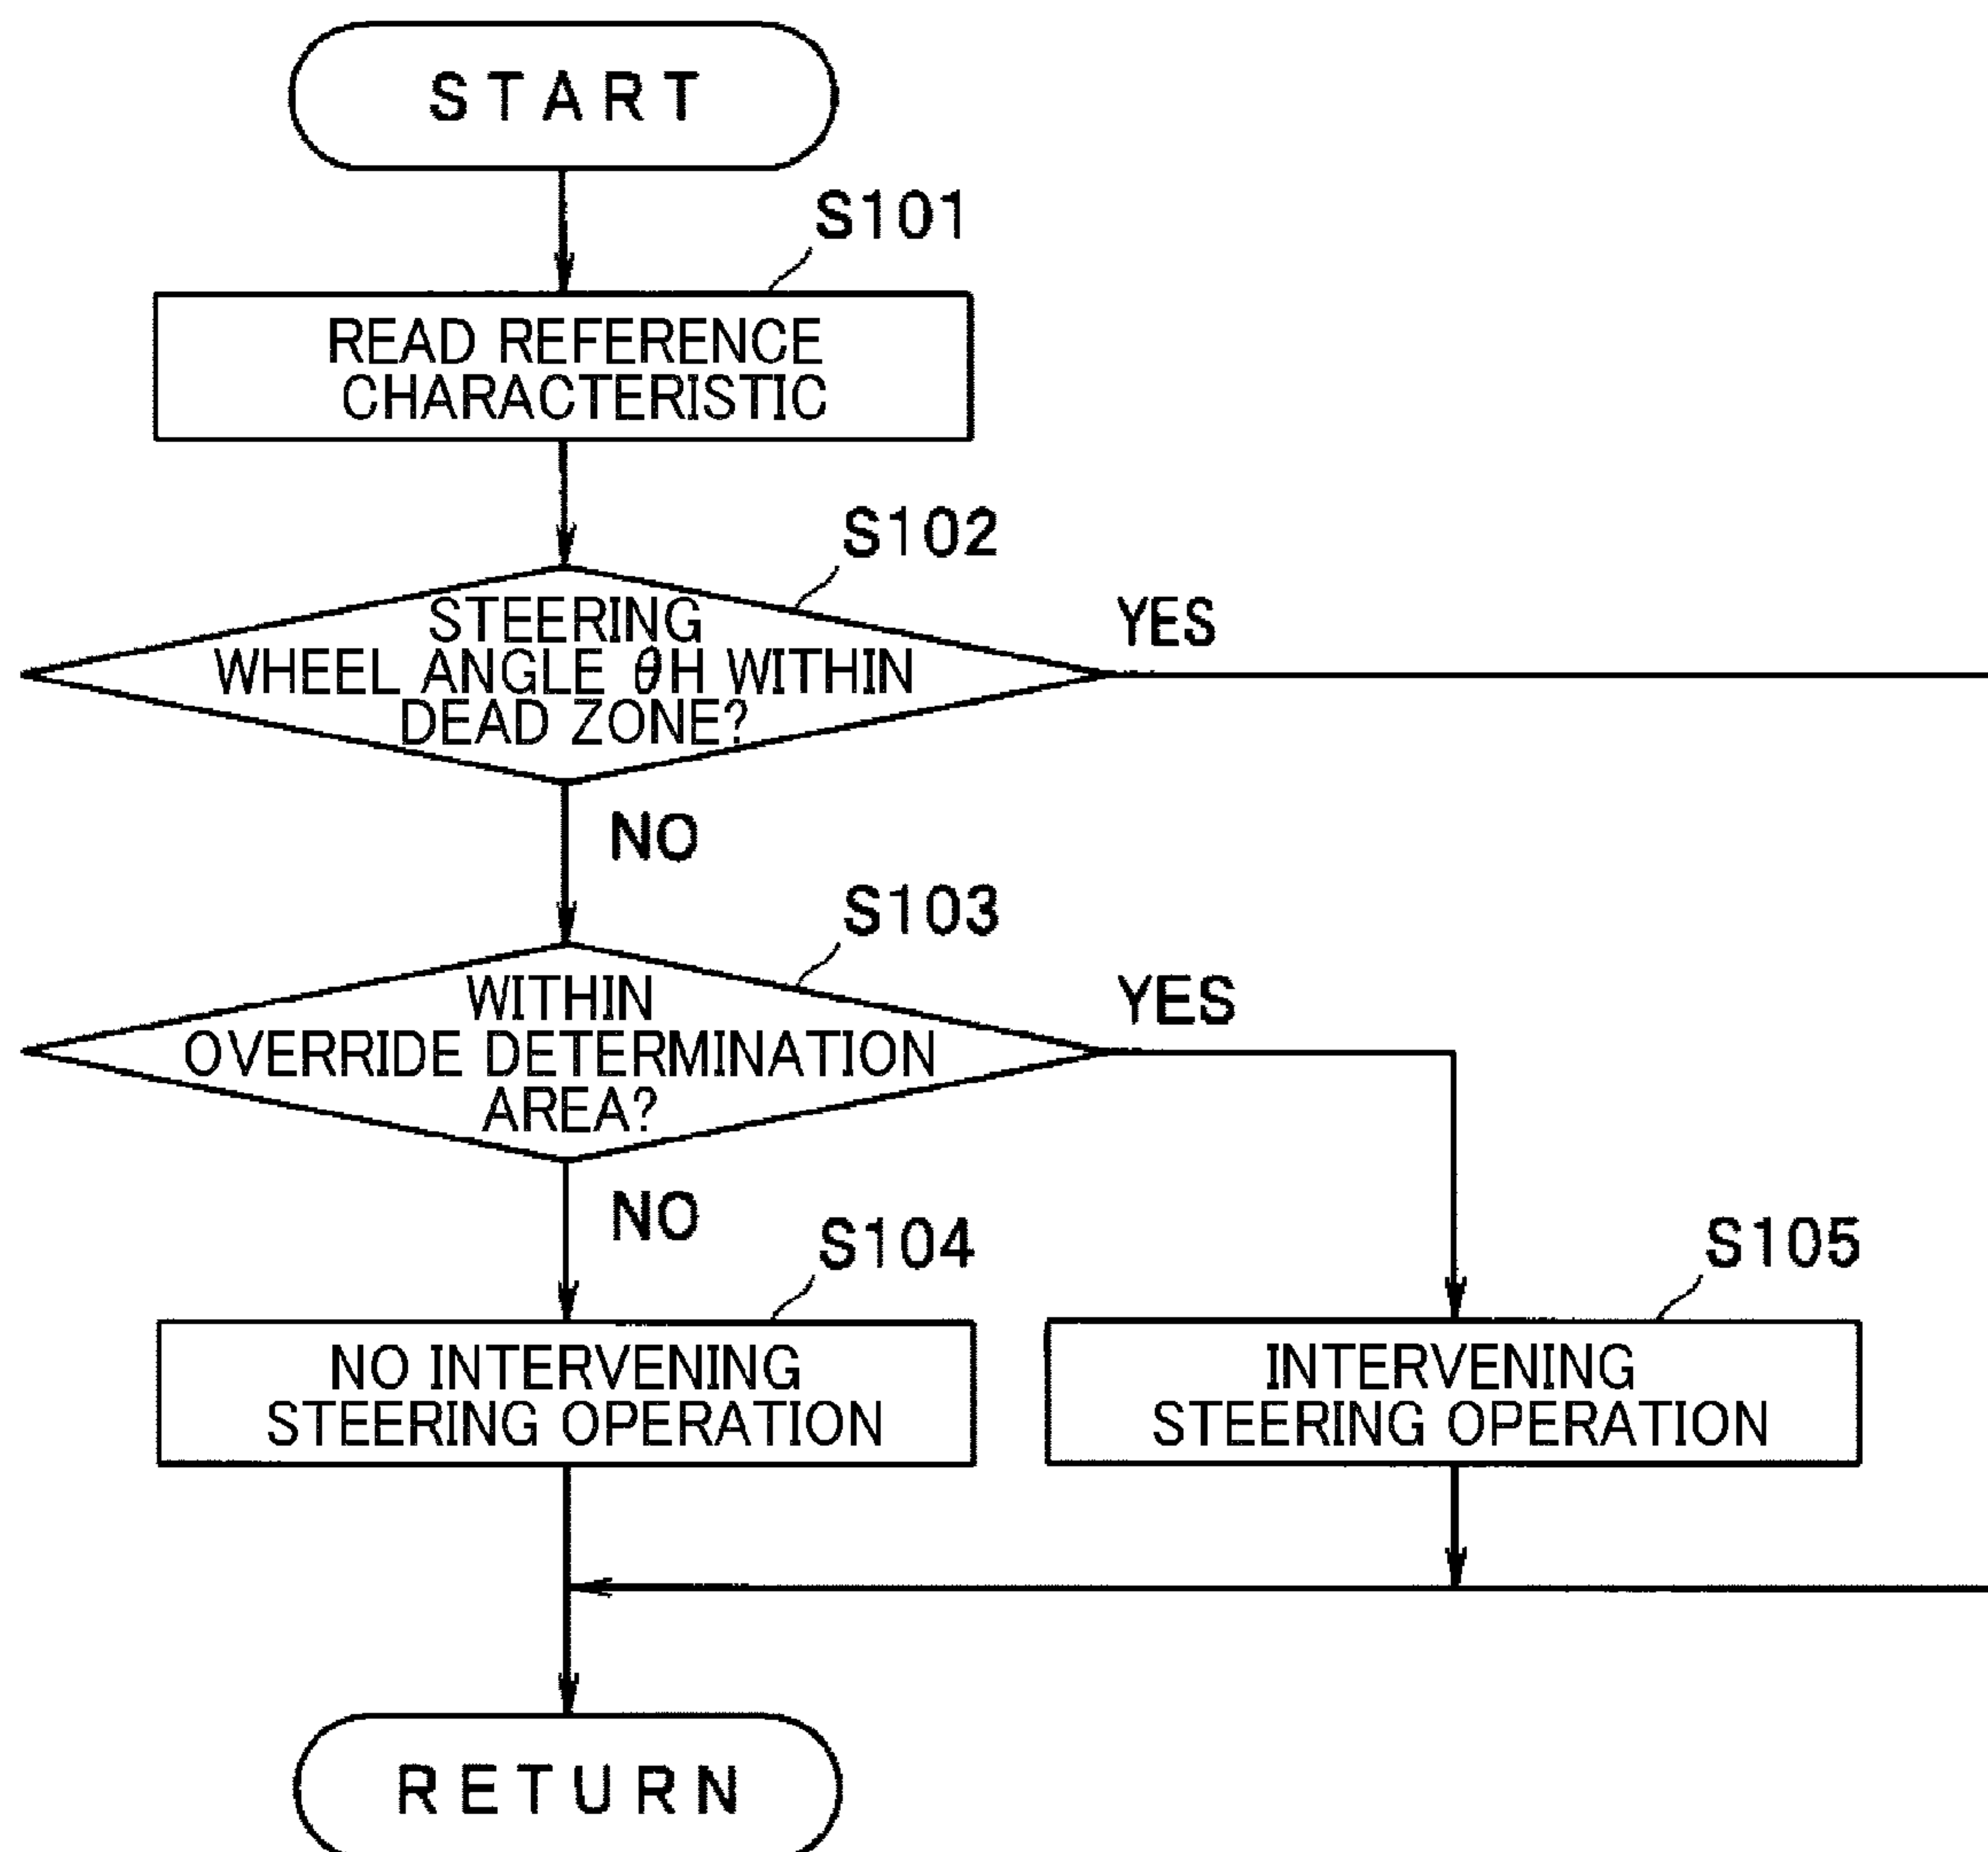 START
S101
READ REFERENCE
CHARACTERISTIC
S102
STEERING
WHEEL ANGLE θH WITHIN
DEAD ZONE?
YES
NO
S103
WITHIN
OVERRIDE DETERMINATION
AREA?
YES
NO
S104
NO INTERVENING
STEERING OPERATION
S105
INTERVENING
STEERING OPERATION
RETURN